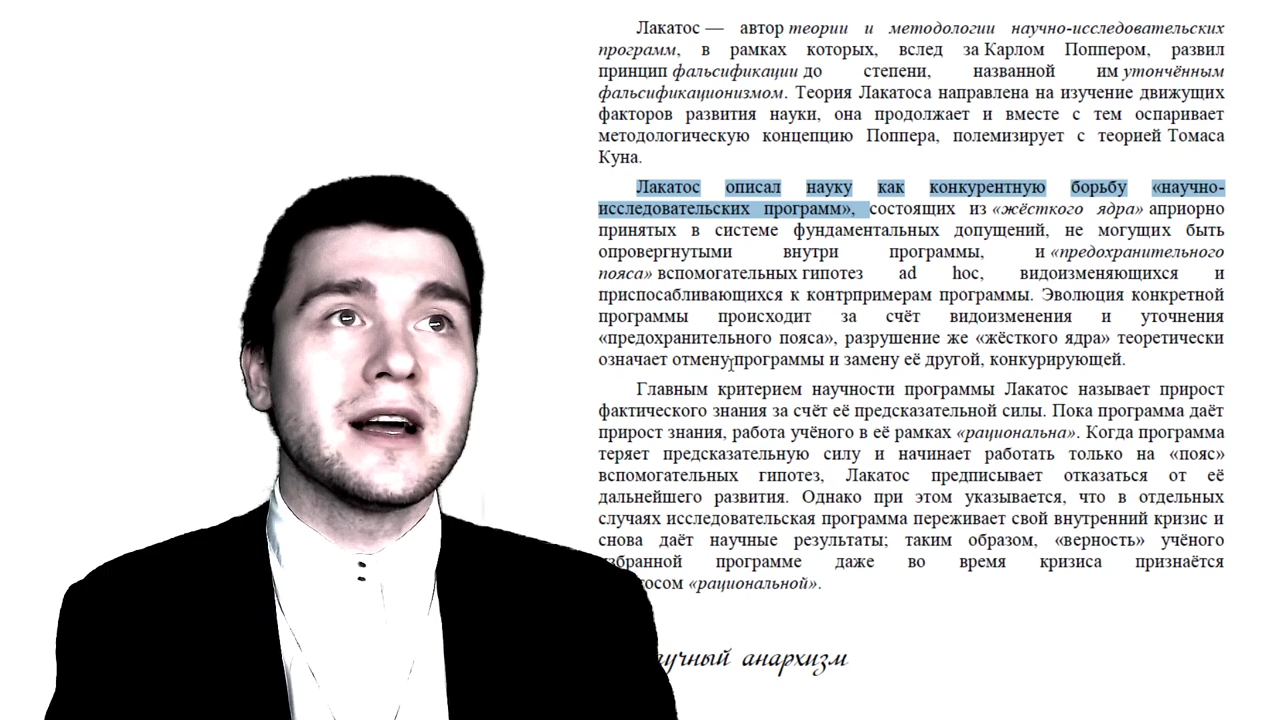 Лакатос — автор теории и методологии научно-исследовательских
программ, в рамках которых, вслед за Карлом Поппером, развил
принцип фальсификации до степени, названной им утончённым
фальсификационизмом. Теория Лакатоса направлена на изучение движущих
факторов развития науки, она продолжает и вместе с тем оспаривает
методологическую концепцию Поппера, полемизирует с теорией Томаса
Куна.
Лакатос описал науку как конкурентную борьбу «научно-
исследовательских программ», состоящих из «жёсткого ядра» априорно
принятых в системе фундаментальных допущений, не могущих быть
опровергнутыми внутри программы, и «предохранительного
пояса» вспомогательных гипотез ad hoc, видоизменяющихся и
приспосабливающихся к контрпримерам программы. Эволюция конкретной
программы происходит за счёт видоизменения и уточнения
«предохранительного пояса», разрушение же «жёсткого ядра» теоретически
означает отмену программы и замену её другой, конкурирующей.
Главным критерием научности программы Лакатос называет прирост
фактического знания за счёт её предсказательной силы. Пока программа даёт
прирост знания, работа учёного в её рамках «рациональна». Когда программа
теряет предсказательную силу и начинает работать только на «пояс»
вспомогательных гипотез, Лакатос предписывает отказаться от её
дальнейшего развития. Однако при этом указывается, что в отдельных
случаях исследовательская программа переживает свой внутренний кризис и
снова даёт научные результаты; таким образом, «верность» учёного
программе даже во время кризиса признаётся
«рациональной».
анархизм